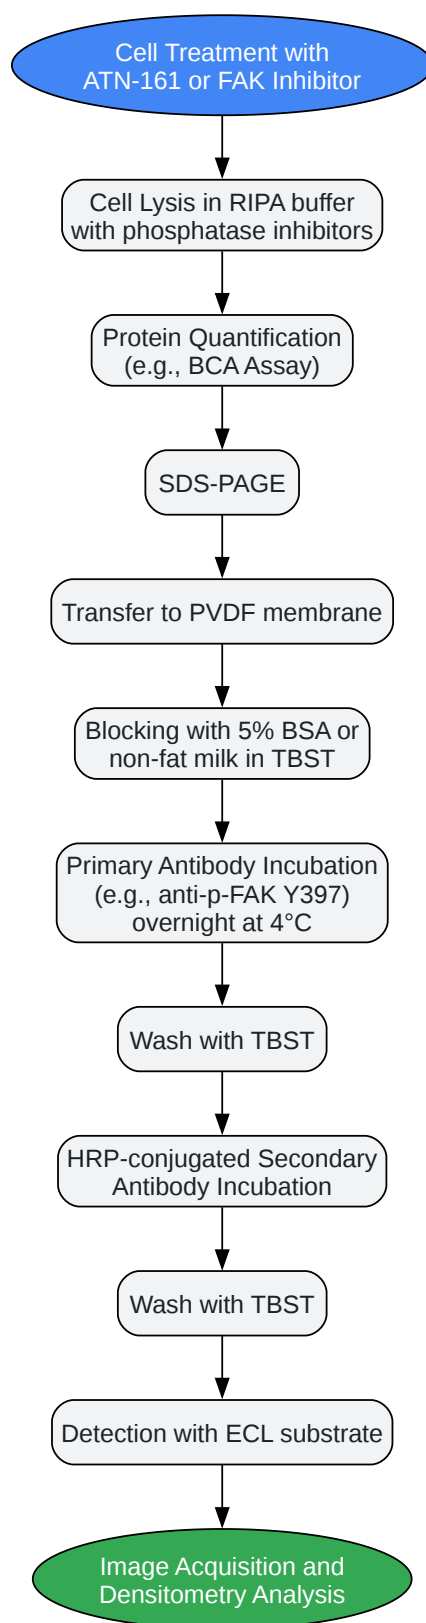 Cell Treatment with
ATN-161 or FAK Inhibitor
Cell Lysis in RIPA buffer
with phosphatase inhibitors
Protein Quantification
(e.g., BCA Assay)
SDS-PAGE
Transfer to PVDF membrane
Blocking with 5% BSA or
non-fat milk in TBST
Primary Antibody Incubation
(e.g., anti-p-FAK Y397)
overnight at 4°C
Wash with TBST
HRP-conjugated Secondary
Antibody Incubation
Wash with TBST
Detection with ECL substrate
Image Acquisition and
Densitometry Analysis